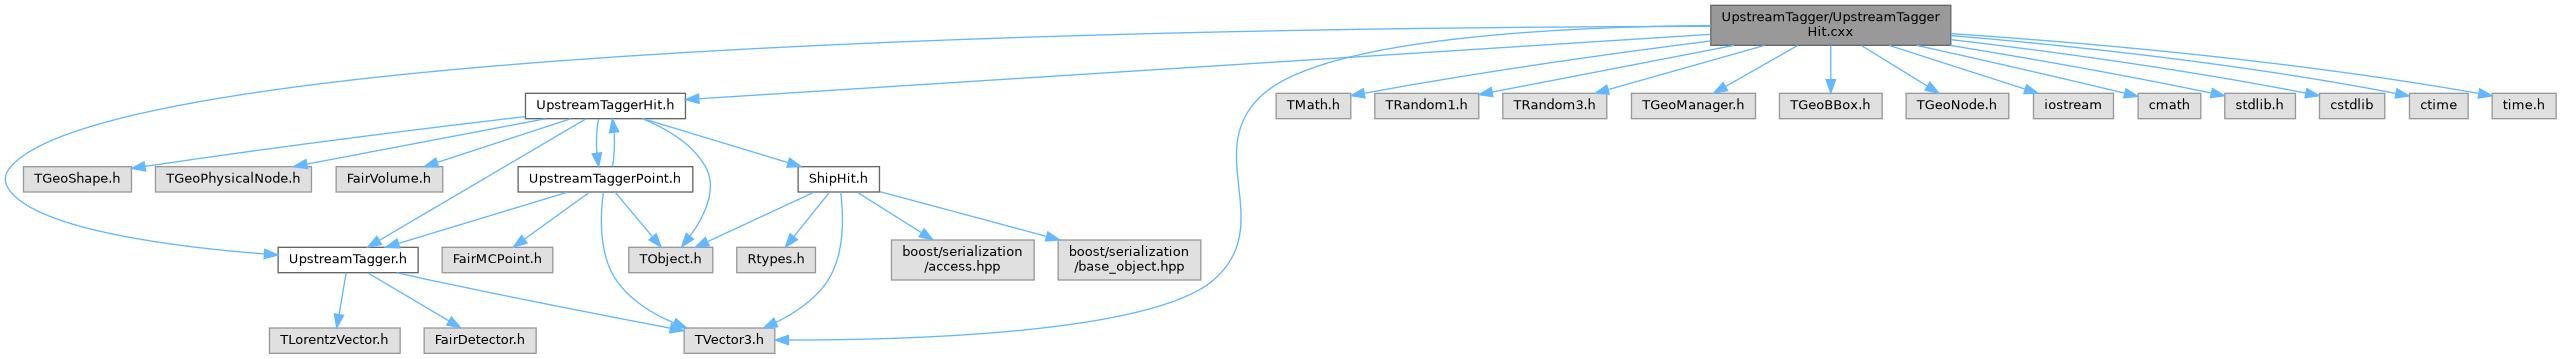 UpstreamTagger/UpstreamTagger
Hit.cxx
UpstreamTaggerHit.h
TMath.h
TRandom1.h
TRandom3.h
TGeoManager.h
TGeoBBox.h
TGeoNode.h
iostream
cmath
stdlib.h
cstdlib
ctime
time.h
TGeoShape.h
TGeoPhysicalNode.h
FairVolume.h
UpstreamTaggerPoint.h
ShipHit.h
UpstreamTagger.h
FairMCPoint.h
TObject.h
Rtypes.h
boost/serialization
/access.hpp
boost/serialization
/base_object.hpp
TLorentzVector.h
FairDetector.h
TVector3.h